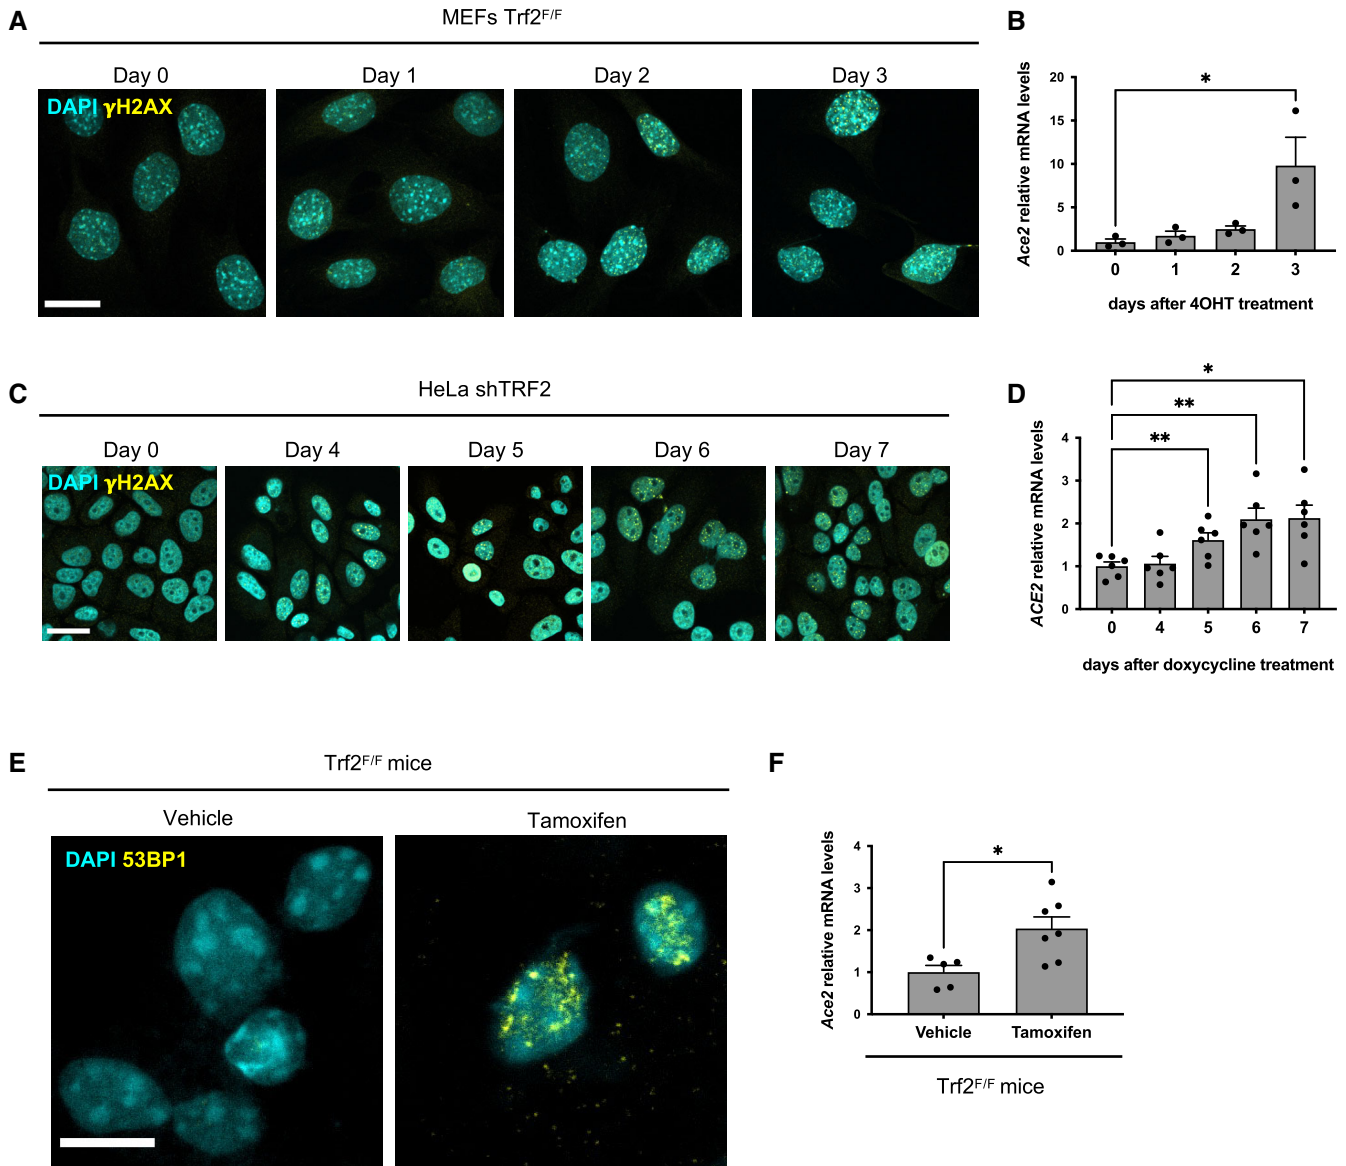 A
MEFs Trf2F/F
Day 0
Day 1
Day 2
Day 3
DAPI γH2AX
B
Ace2 relative mRNA levels
20
15
10
5
0
*
0 1 2 3
days after 4OHT treatment
C
HeLa shTRF2
Day 0
Day 4
Day 5
Day 6
Day 7
DAPI γH2AX
D
ACE2 relative mRNA levels
*
**
**
4
3
2
1
0
0 4 5 6 7
days after doxycycline treatment
E
Trf2F/F mice
Vehicle
Tamoxifen
DAPI 53BP1
F
Ace2 relative mRNA levels
4
3
2
1
0
*
Vehicle Tamoxifen
Trf2F/F mice